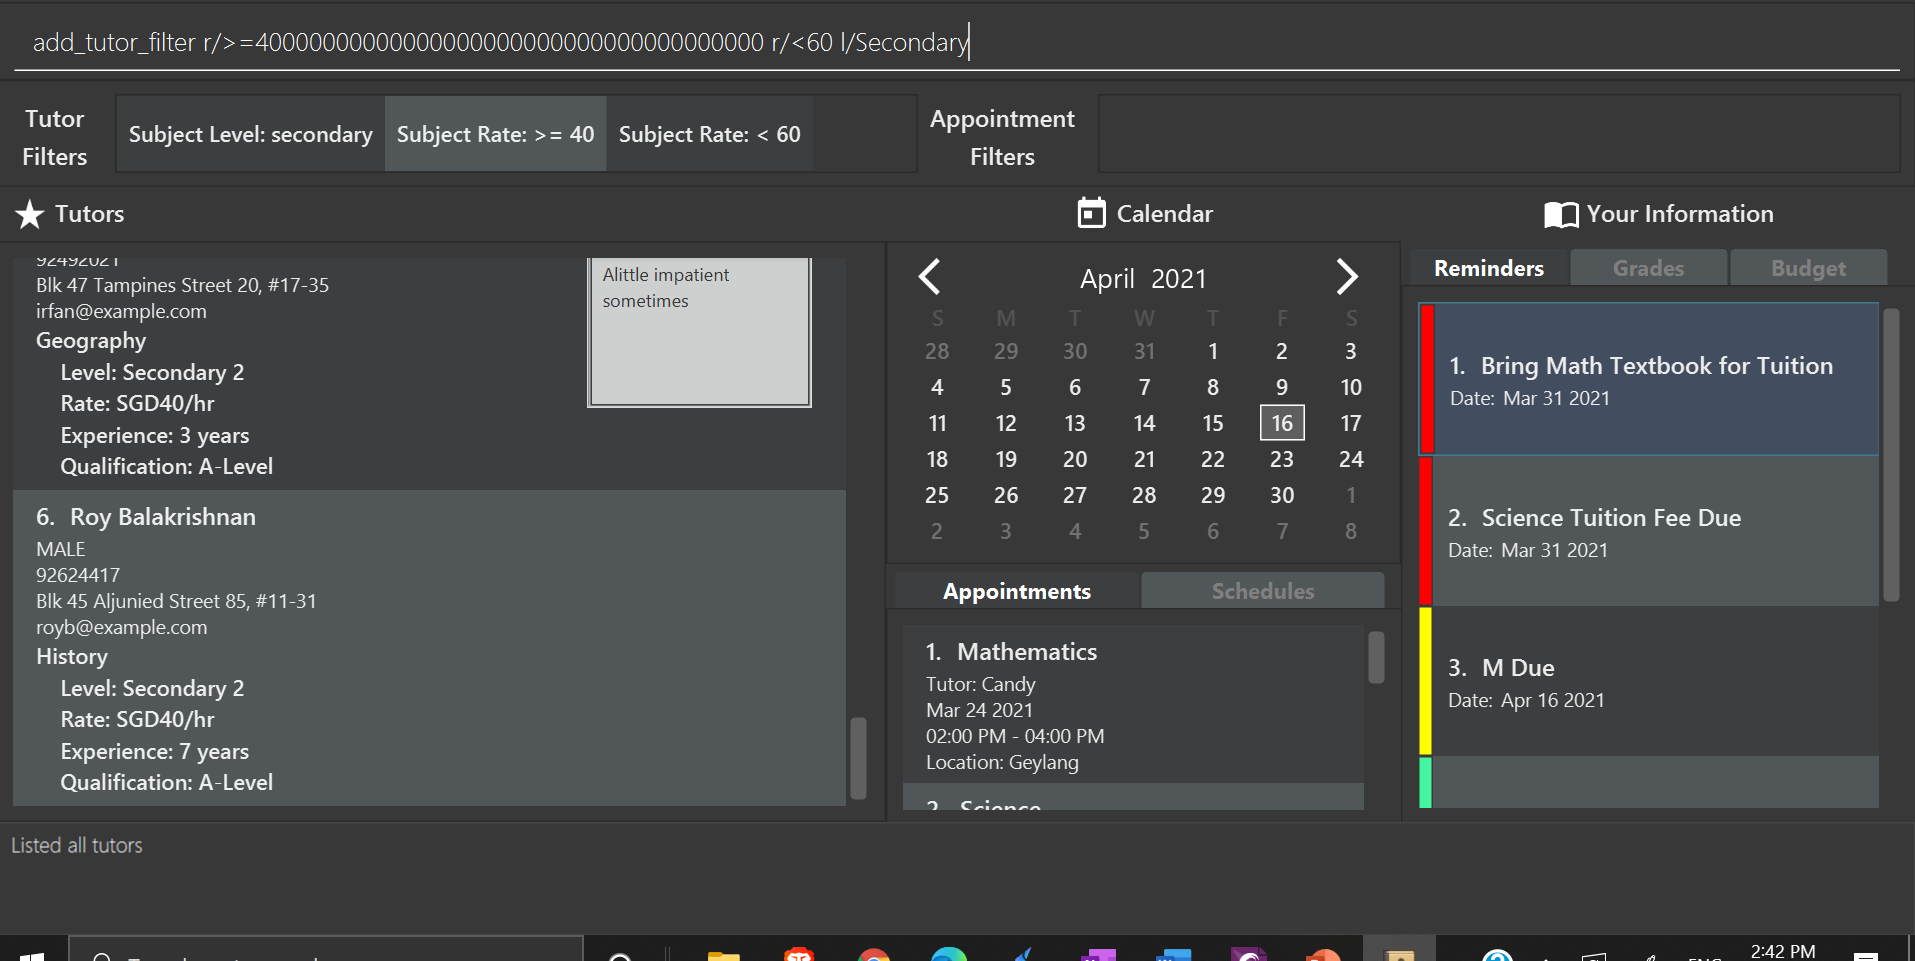 add_tutor_filter r/>=40000000000000000000000000000000000000 r/<60 l/Secondary
Tutor
Filters
Subject Level: secondary
Subject Rate: >= 40
Subject Rate: < 60
Appointment
Filters
Tutors
Calendar
Your Information
92492021
Blk 47 Tampines Street 20, #17-35
irfan@example.com
Geography
Level: Secondary 2
Rate: SGD40/hr
Experience: 3 years
Qualification: A-Level
Alittle impatient
sometimes
6. Roy Balakrishnan
MALE
92624417
Blk 45 Aljunied Street 85, #11-31
royb@example.com
History
Level: Secondary 2
Rate: SGD40/hr
Experience: 7 years
Qualification: A-Level
April 2021
S M T W T F S
28 29 30 31 1 2 3
4 5 6 7 8 9 10
11 12 13 14 15 16 17
18 19 20 21 22 23 24
25 26 27 28 29 30 1
2 3 4 5 6 7 8
Appointments
Schedules
1. Mathematics
Tutor: Candy
Mar 24 2021
02:00 PM - 04:00 PM
Location: Geylang
2. Science
Reminders
Grades
Budget
1. Bring Math Textbook for Tuition
Date: Mar 31 2021
2. Science Tuition Fee Due
Date: Mar 31 2021
3. M Due
Date: Apr 16 2021
Listed all tutors
2:42 PM